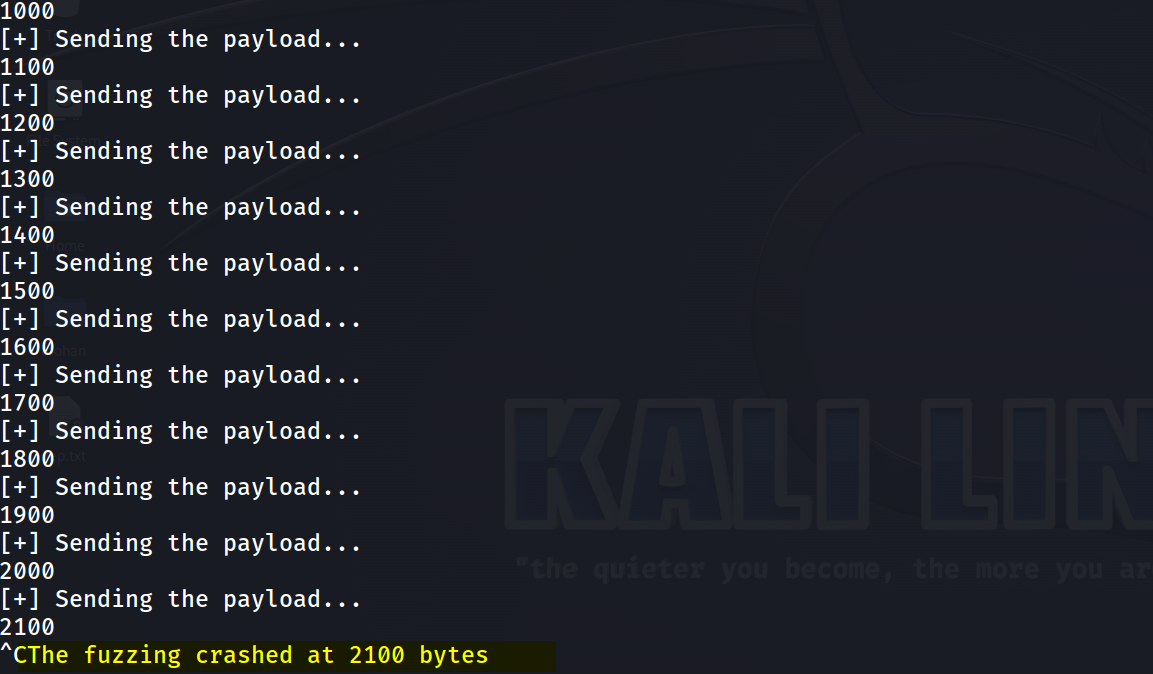 1000
[+] Sending the payload...
1100
[+] Sending the payload...
1200
[+] Sending the payload...
1300
[+] Sending the payload...
1400
[+] Sending the payload...
1500
[+] Sending the payload...
1600
[+] Sending the payload...
1700
[+] Sending the payload...
1800
[+] Sending the payload...
1900
[+] Sending the payload...
2000
[+] Sending the payload...
2100
^CThe fuzzing crashed at 2100 bytes
KALI LIN
"the quieter you become, the more you ar
Home